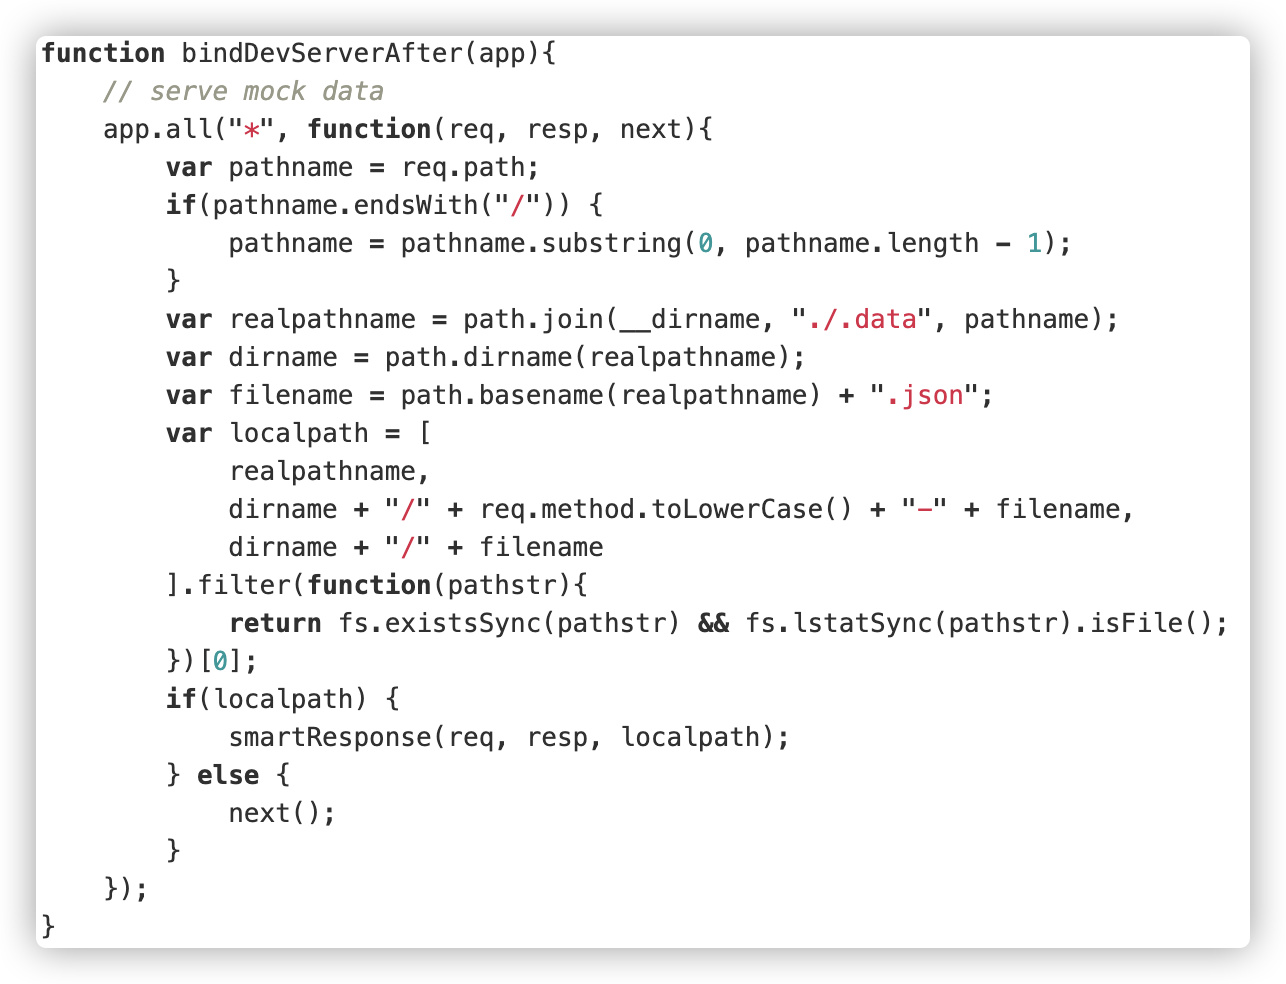 function bindDevServerAfter(app){
    // serve mock data
    app.all("*", function(req, resp, next){
        var pathname = req.path;
        if(pathname.endsWith("/")) {
            pathname = pathname.substring(0, pathname.length - 1);
        }
        var realpathname = path.join(__dirname, "./.data", pathname);
        var dirname = path.dirname(realpathname);
        var filename = path.basename(realpathname) + ".json";
        var localpath = [
            realpathname,
            dirname + "/" + req.method.toLowerCase() + "-" + filename,
            dirname + "/" + filename
        ].filter(function(pathstr){
            return fs.existsSync(pathstr) && fs.lstatSync(pathstr).isFile();
        })[0];
        if(localpath) {
            smartResponse(req, resp, localpath);
        } else {
            next();
        }
    });
}